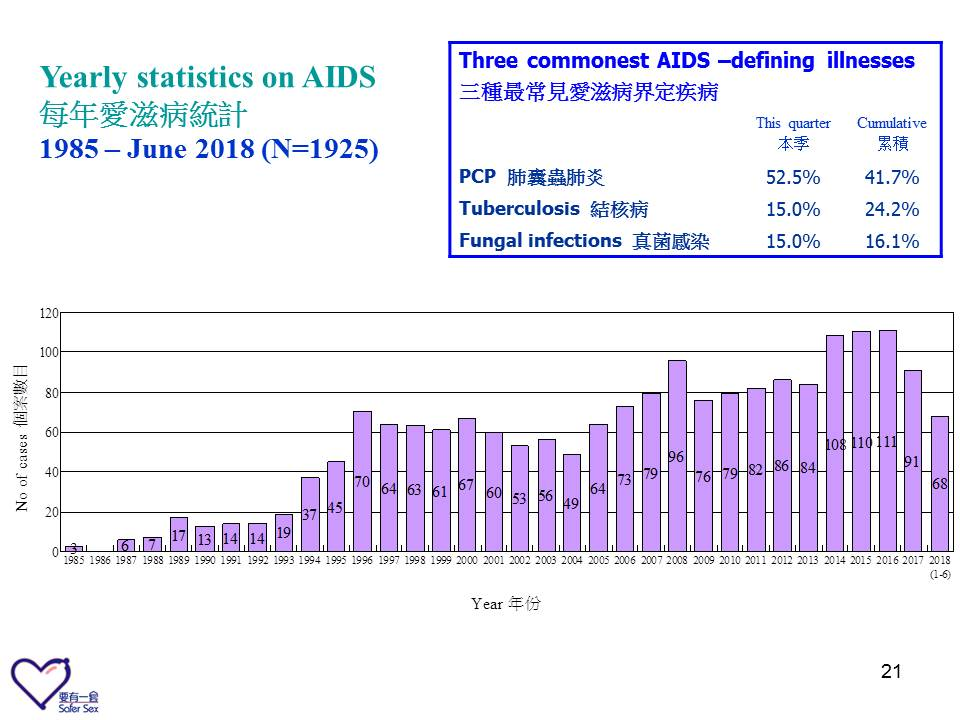 Yearly statistics on AIDS
每年愛滋病統計
1985 – June 2018 (N=1925)
Three commonest AIDS –defining illnesses
三種最常見愛滋病界定疾病
This quarter Cumulative
本季 累積
PCP 肺囊蟲肺炎 52.5% 41.7%
Tuberculosis 結核病 15.0% 24.2%
Fungal infections 真菌感染 15.0% 16.1%
No of cases 個案數目
120
100
80
60
40
20
0
3 6 7 17 13 14 14 19 37 45 70 64 63 61 67 60 53 56 49 64 73 79 96 76 79 82 86 84 108 110 111 91 68
1985 1986 1987 1988 1989 1990 1991 1992 1993 1994 1995 1996 1997 1998 1999 2000 2001 2002 2003 2004 2005 2006 2007 2008 2009 2010 2011 2012 2013 2014 2015 2016 2017 2018
(1-6)
Year 年份
要有一套
Safer Sex
21